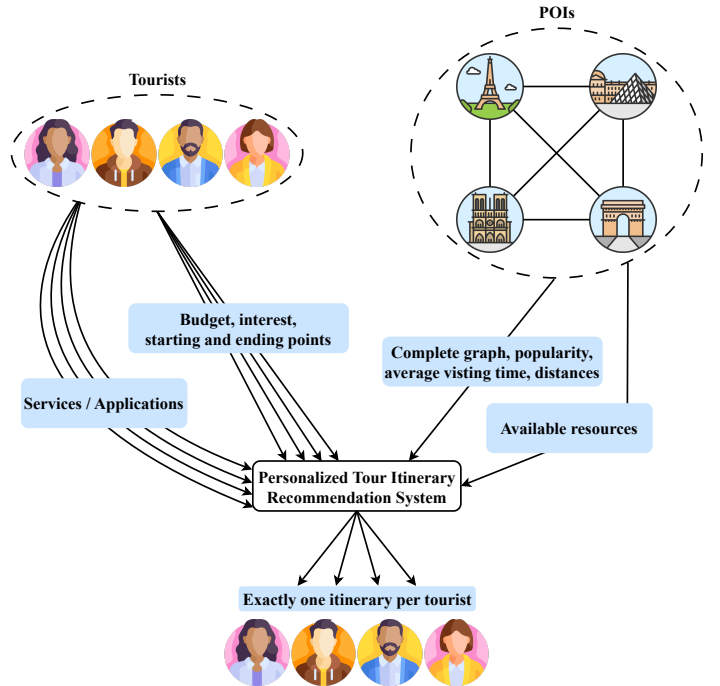 POIs
Tourists
Budget, interest,
starting and ending points
Complete graph, popularity,
average visting time, distances
Services / Applications
Available resources
Personalized Tour Itinerary
Recommendation System
Exactly one itinerary per tourist